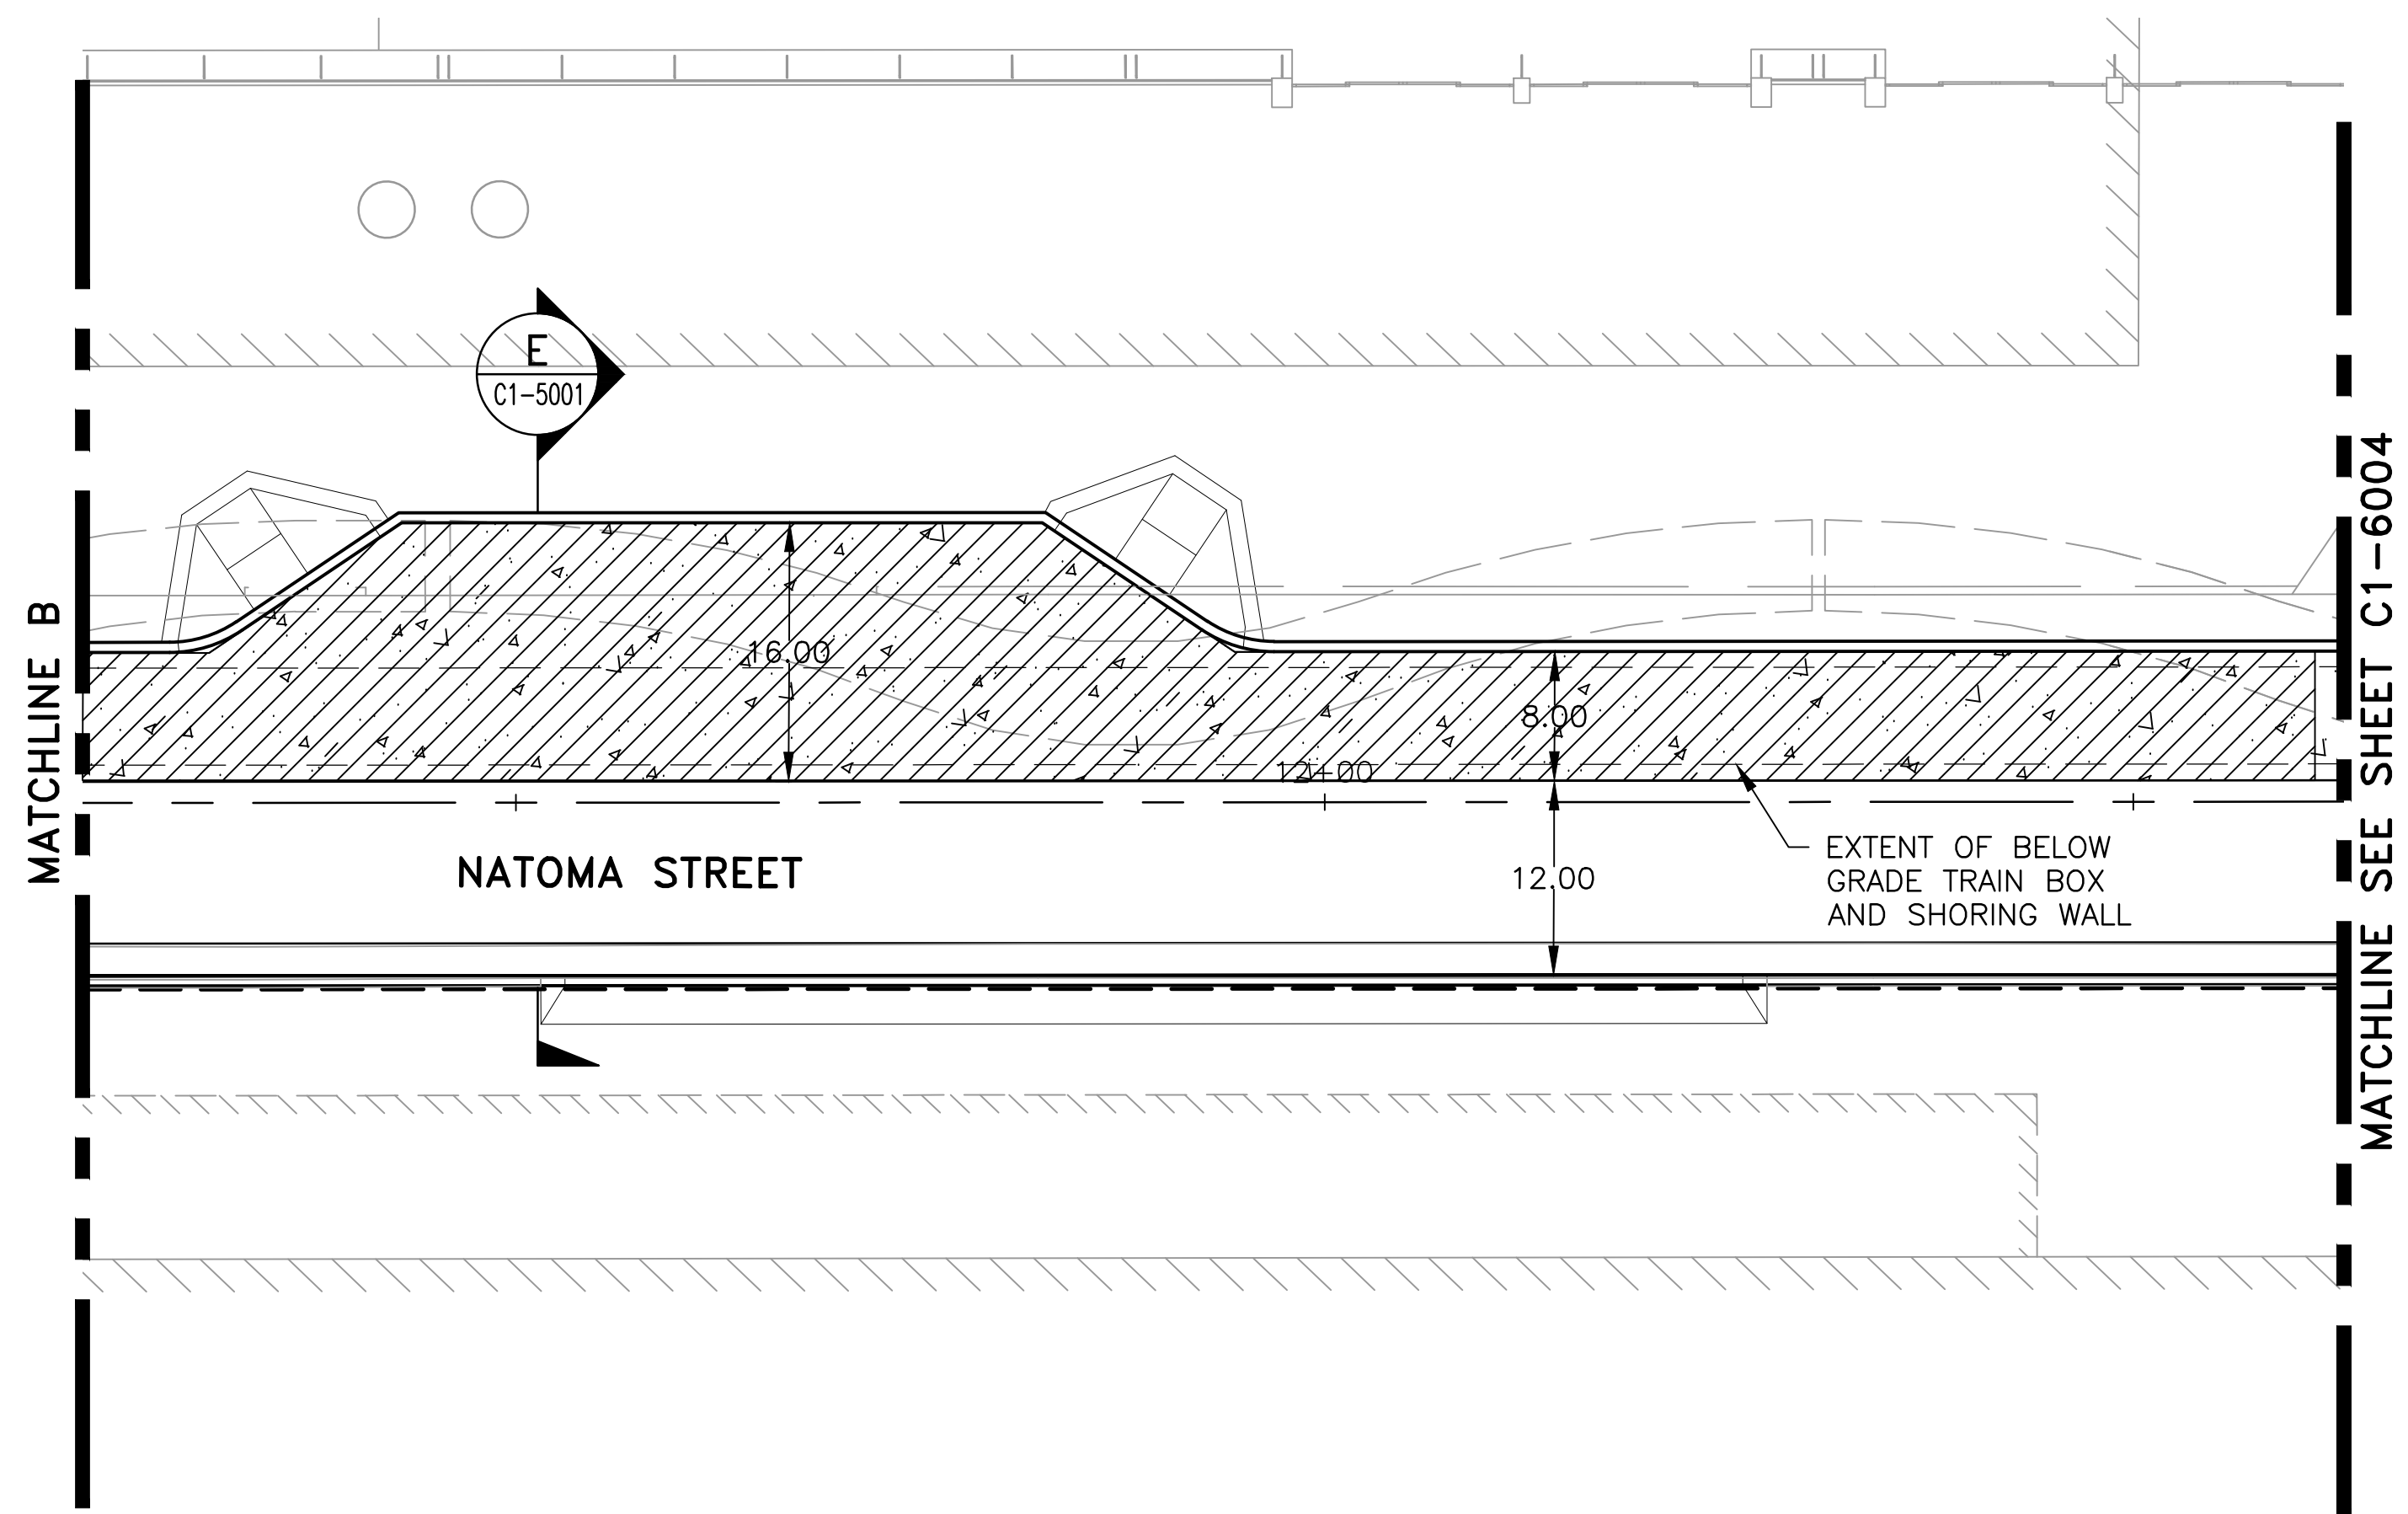 E
C1-5001
16.00
8.00
12+00
12.00
NATOMA STREET
EXTENT OF BELOW
GRADE TRAIN BOX
AND SHORING WALL
MATCHLINE B
MATCHLINE SEE SHEET C1-6004